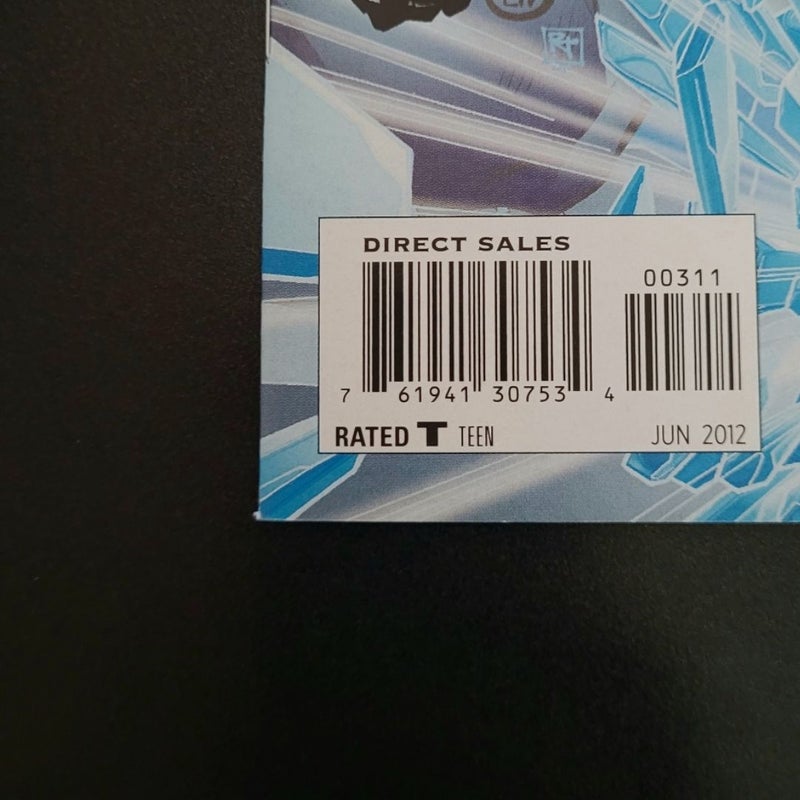 DIRECT SALES
00311
7 61941 30753 4
RATED T TEEN
JUN 2012